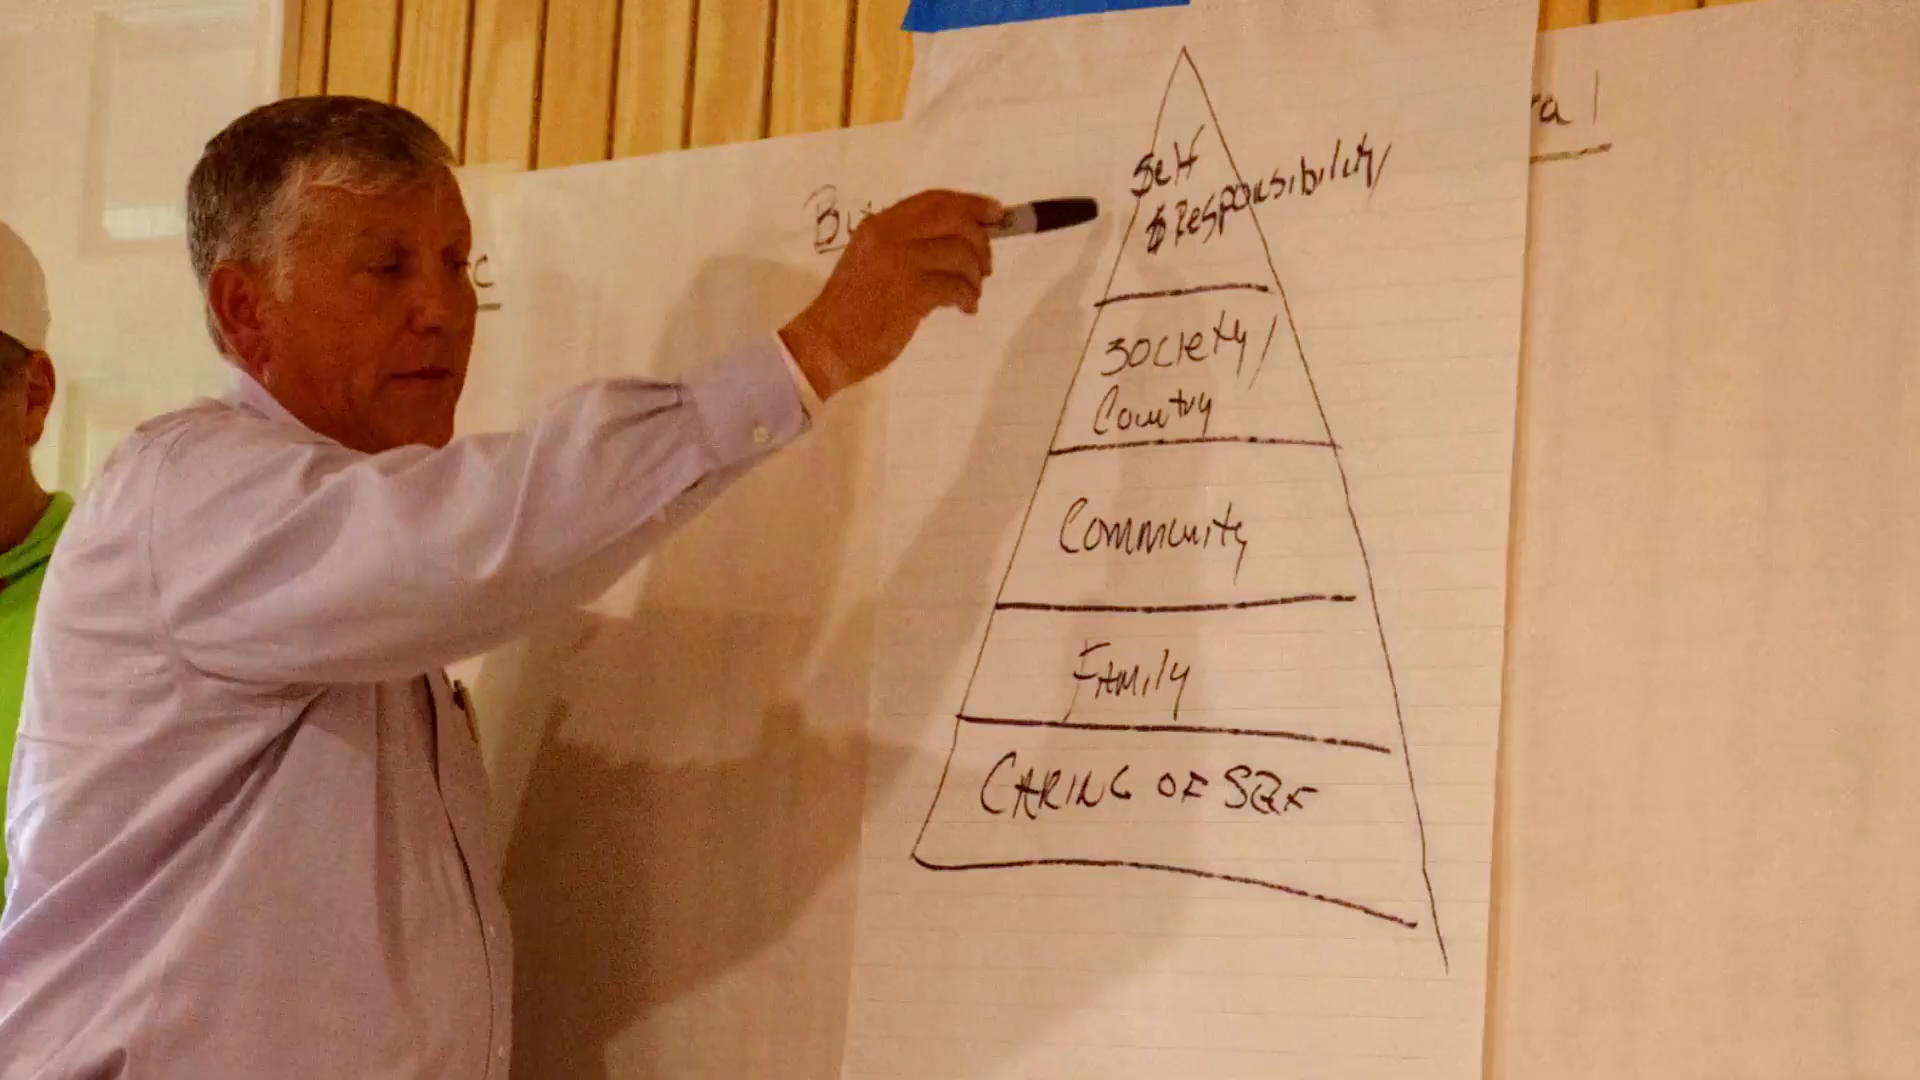 Self
$ Responsibility/
Society/
Country
Community
Family
CARING OF SELF